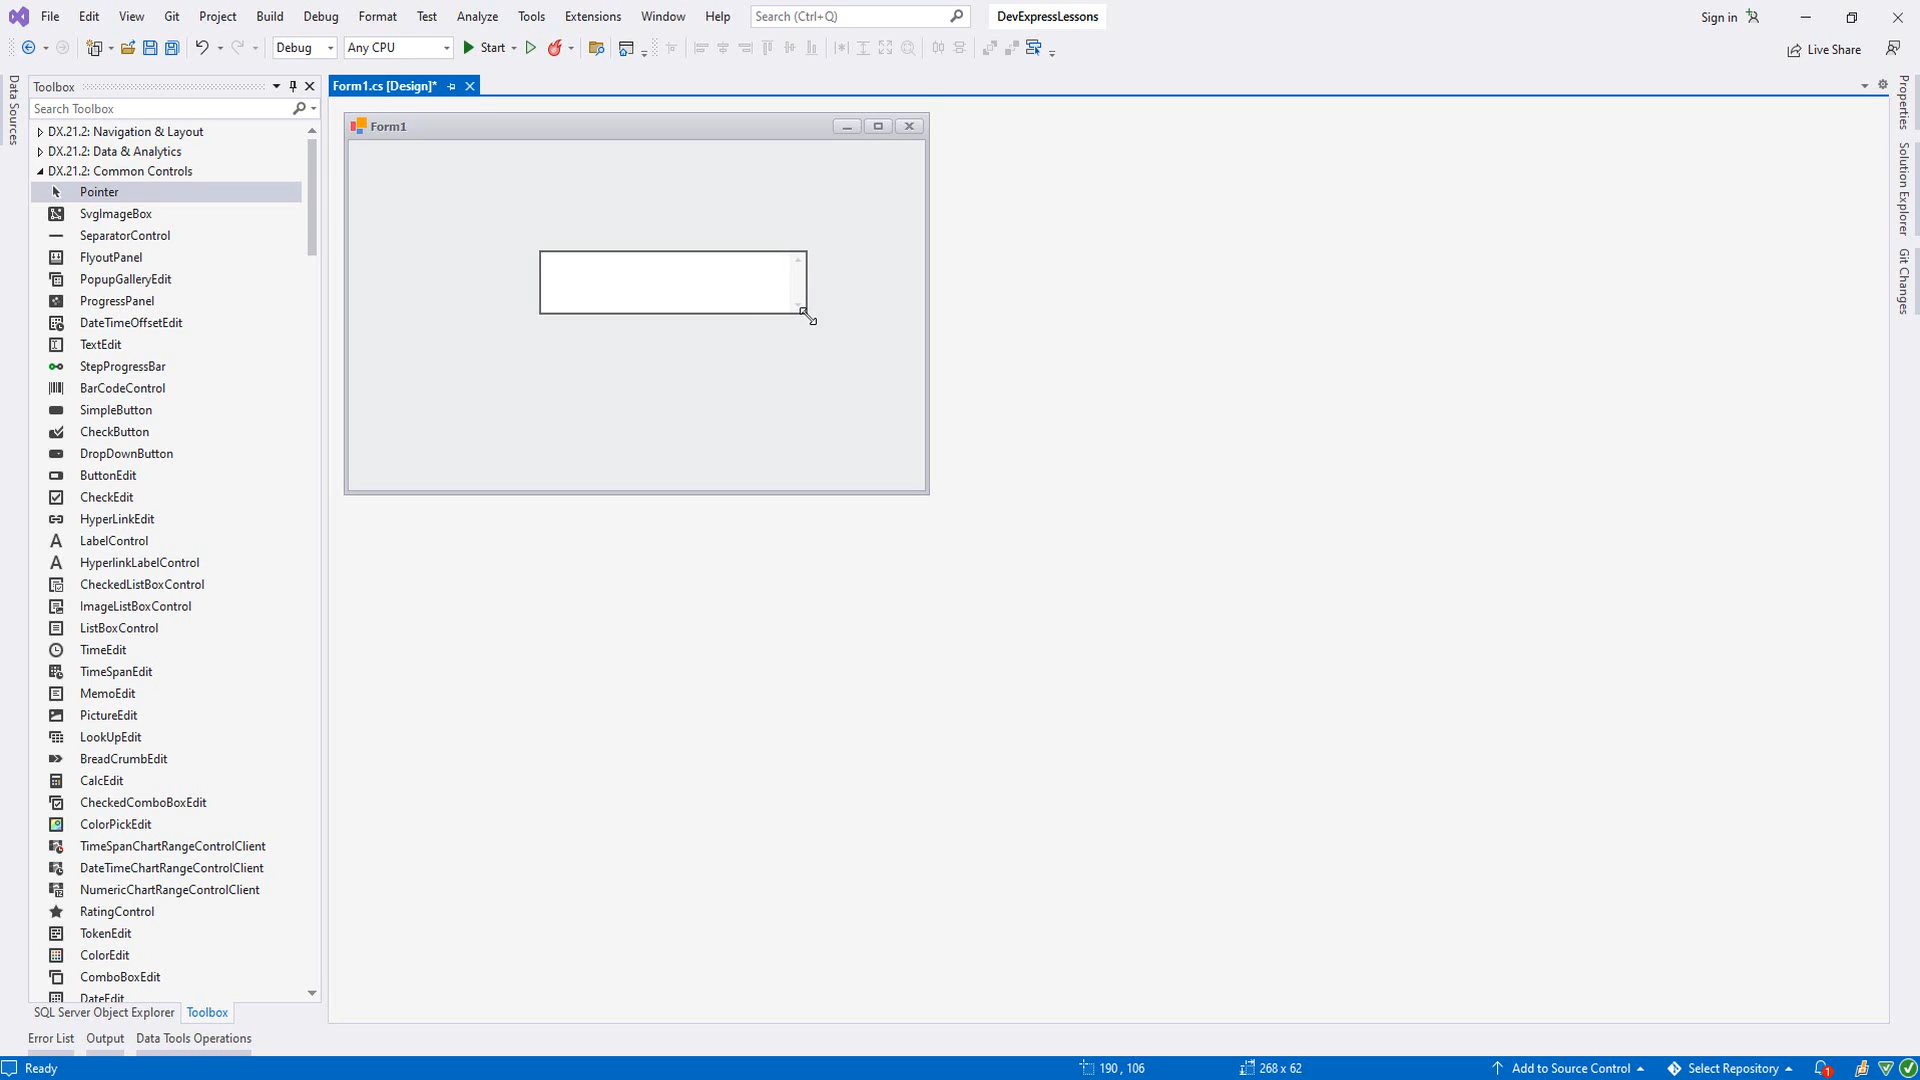 File Edit View Git Project Build Debug Format Test Analyze Tools Extensions Window Help Search (Ctrl+Q) DevExpressLessons Sign in
Debug Any CPU Start Live Share
Toolbox
Search Toolbox
DX.21.2: Navigation & Layout
DX.21.2: Data & Analytics
DX.21.2: Common Controls
Pointer
SvgImageBox
SeparatorControl
FlyoutPanel
PopupGalleryEdit
ProgressPanel
DateTimeOffsetEdit
TextEdit
StepProgressBar
BarCodeControl
SimpleButton
CheckButton
DropDownButton
ButtonEdit
CheckEdit
HyperLinkEdit
LabelControl
HyperlinkLabelControl
CheckedListBoxControl
ImageListBoxControl
ListBoxControl
TimeEdit
TimeSpanEdit
MemoEdit
PictureEdit
LookUpEdit
BreadCrumbEdit
CalcEdit
CheckedComboBoxEdit
ColorPickEdit
TimeSpanChartRangeControlClient
DateTimeChartRangeControlClient
NumericChartRangeControlClient
RatingControl
TokenEdit
ColorEdit
ComboBoxEdit
DateEdit
SQL Server Object Explorer Toolbox
Data Sources
Form1.cs [Design]*
Form1
Properties
Solution Explorer
Git Changes
Error List Output Data Tools Operations
Ready 190 , 106 268 x 62 Add to Source Control Select Repository 1